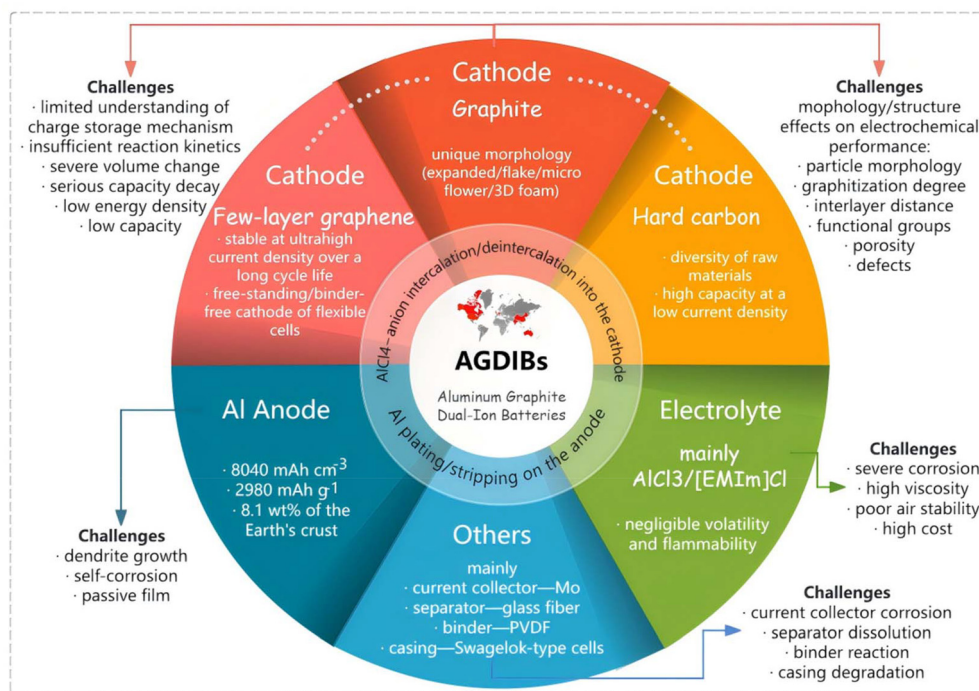 Challenges
· limited understanding of
charge storage mechanism
· insufficient reaction kinetics
· severe volume change
· serious capacity decay
· low energy density
· low capacity
Cathode
Graphite
unique morphology
(expanded/flake/micro
flower/3D foam)
Challenges
mophology/structure
effects on electrochemical
performance:
· particle morphology
· graphitization degree
· interlayer distance
· functional groups
· porosity
· defects
Cathode
Few-layer graphene
· stable at ultrahigh
current density over a
long cycle life
· free-standing/binder-
free cathode of flexible
cells
Cathode
Hard carbon
· diversity of raw
materials
· high capacity at a
low current density
AlCl4−anion intercalation/deintercalation into the cathode
AGDIBs
Aluminum Graphite
Dual-Ion Batteries
Al plating/stripping on the anode
Al Anode
· 8040 mAh cm-3
· 2980 mAh g-1
· 8.1 wt% of the
Earth's crust
Challenges
· dendrite growth
· self-corrosion
· passive film
Electrolyte
mainly
AlCl3/[EMIm]Cl
· negligible volatility
and flammability
Challenges
· severe corrosion
· high viscosity
· poor air stability
· high cost
Others
mainly
· current collector—Mo
· separator—glass fiber
· binder—PVDF
· casing—Swagelok-type cells
Challenges
· current collector corrosion
· separator dissolution
· binder reaction
· casing degradation